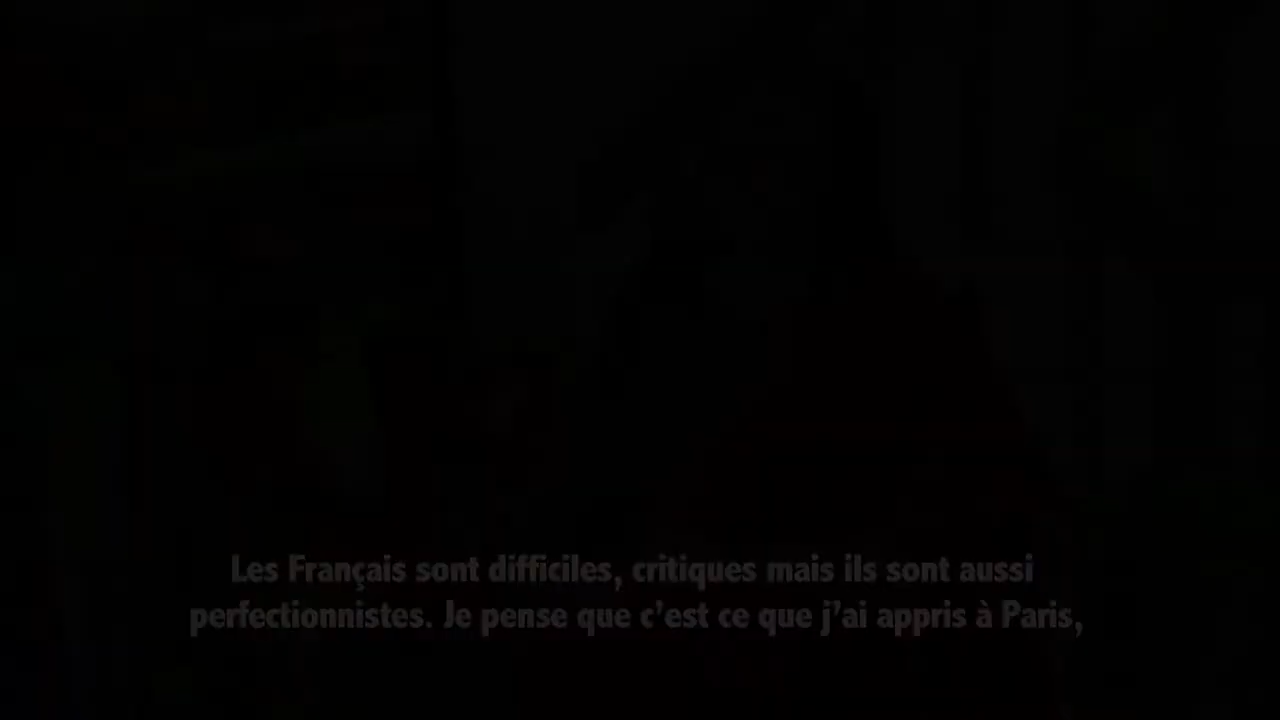 Les Français sont difficiles, critiques mais ils sont aussi
perfectionnistes. Je pense que c’est ce que j’ai appris à Paris,